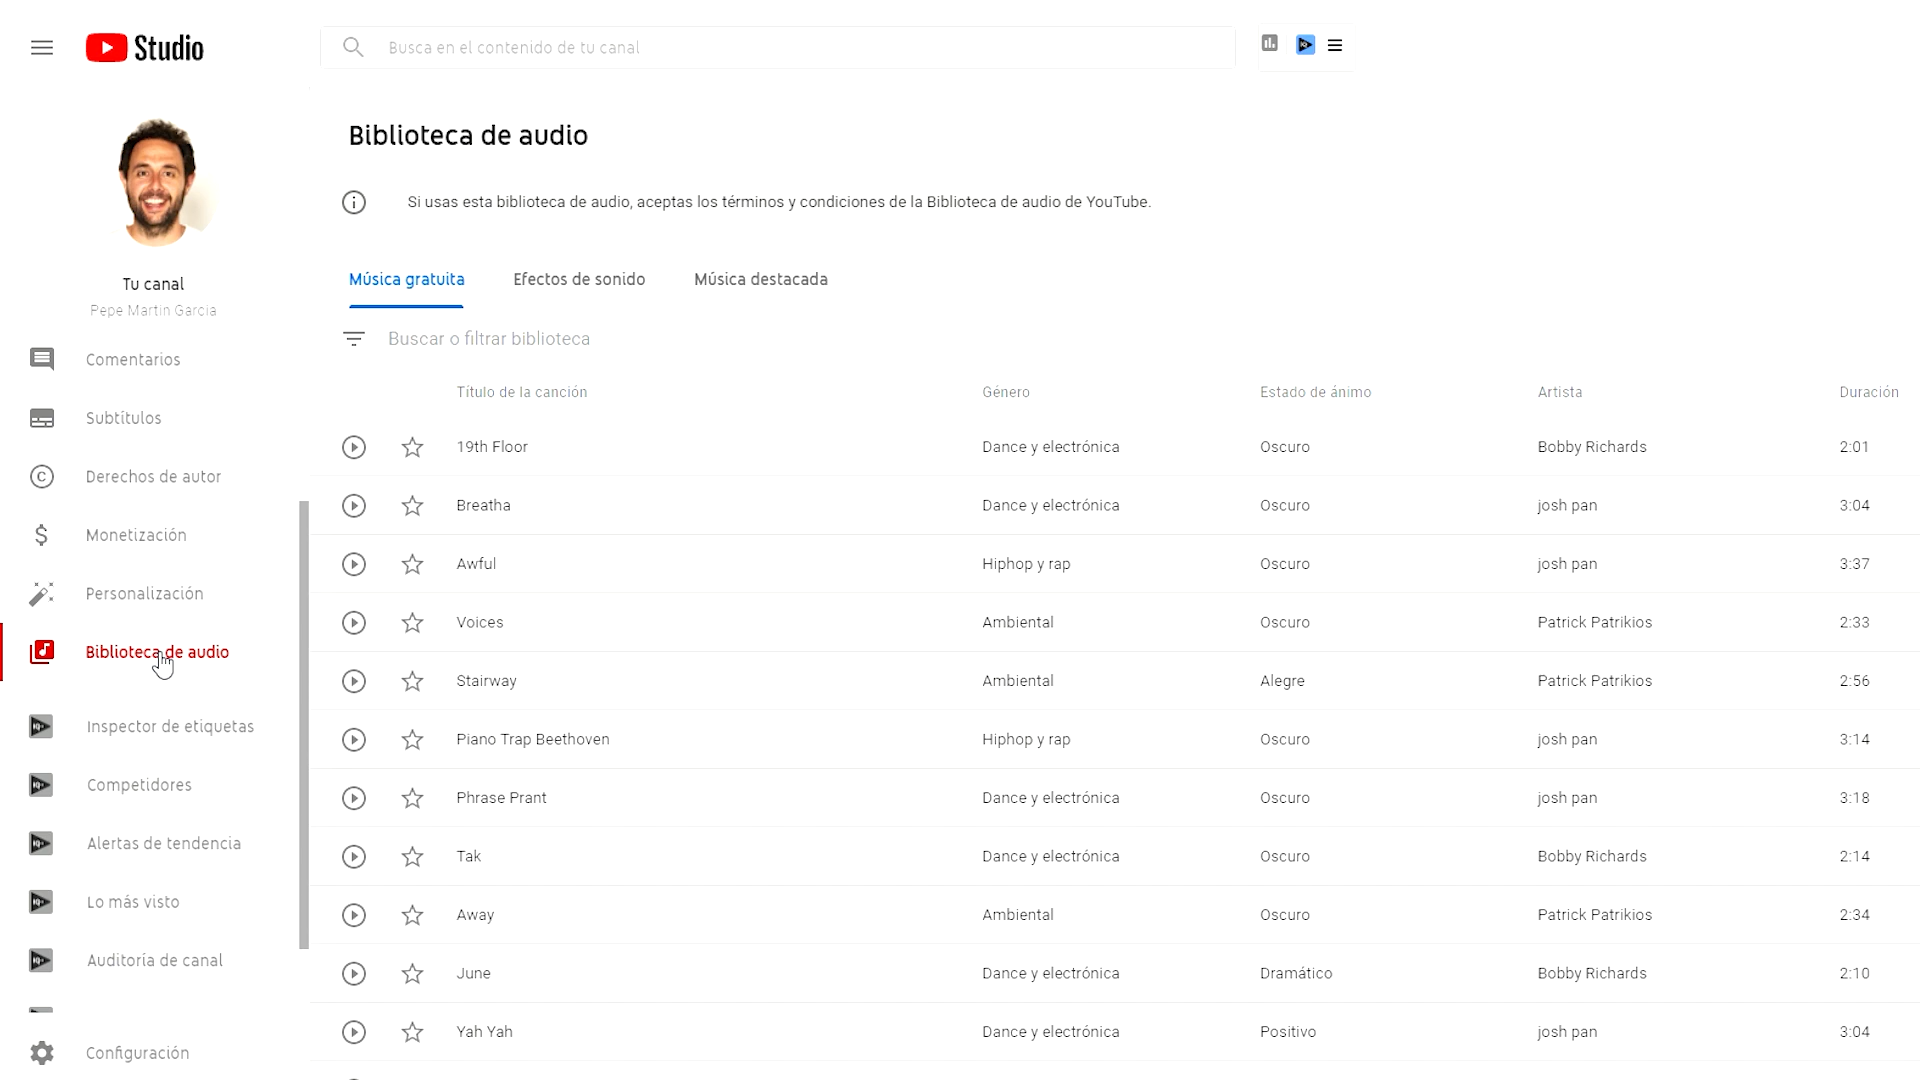 Studio
Busca en el contenido de tu canal
Biblioteca de audio
Si usas esta biblioteca de audio, aceptas los términos y condiciones de la Biblioteca de audio de YouTube.
Tu canal
Pepe Martin Garcia
Comentarios
Subtítulos
Derechos de autor
Monetización
Personalización
Biblioteca de audio
Inspector de etiquetas
Competidores
Alertas de tendencia
Lo más visto
Auditoría de canal
Configuración
Música gratuita Efectos de sonido Música destacada
Buscar o filtrar biblioteca
Título de la canción Género Estado de ánimo Artista Duración
19th Floor Dance y electrónica Oscuro Bobby Richards 2:01
Breatha Dance y electrónica Oscuro josh pan 3:04
Awful Hiphop y rap Oscuro josh pan 3:37
Voices Ambiental Oscuro Patrick Patrikios 2:33
Stairway Ambiental Alegre Patrick Patrikios 2:56
Piano Trap Beethoven Hiphop y rap Oscuro josh pan 3:14
Phrase Prant Dance y electrónica Oscuro josh pan 3:18
Tak Dance y electrónica Oscuro Bobby Richards 2:14
Away Ambiental Oscuro Patrick Patrikios 2:34
June Dance y electrónica Dramático Bobby Richards 2:10
Yah Yah Dance y electrónica Positivo josh pan 3:04